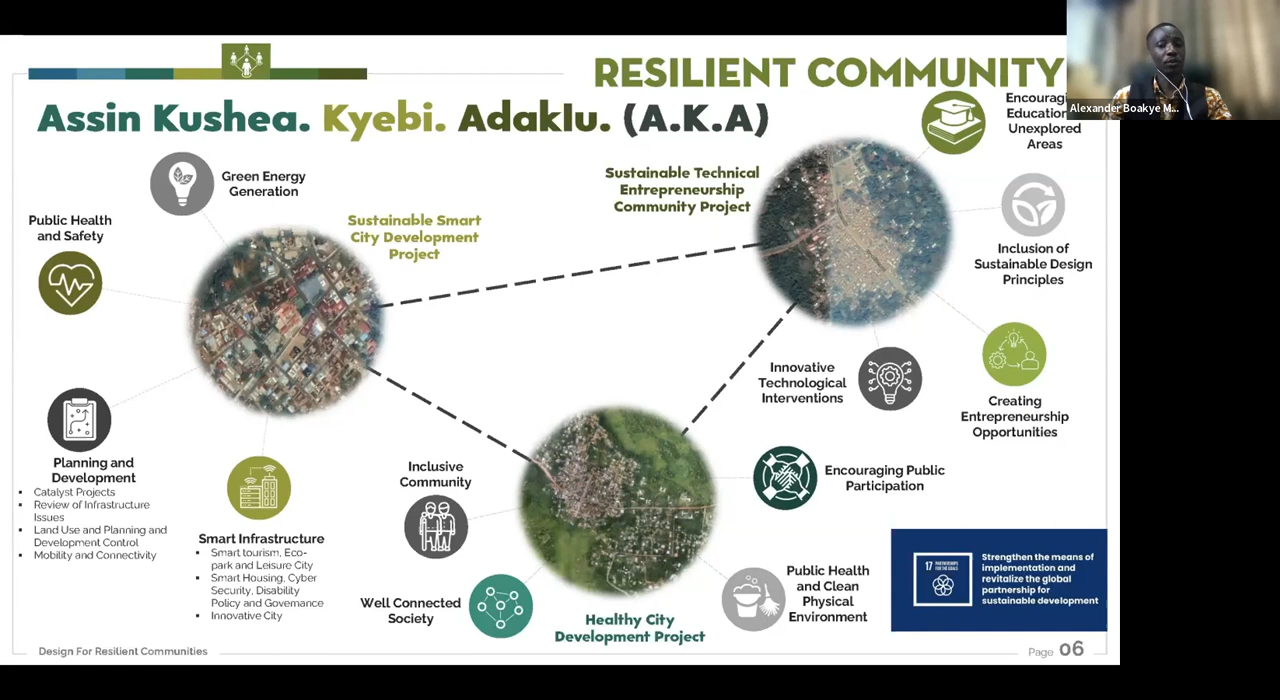 RESILIENT COMMUNITY
Alexander Boakye M...
Assin Kushea. Kyebi. Adaklu. (A.K.A)
Green Energy
Generation
Public Health
and Safety
Sustainable Smart
City Development
Project
Planning and
Development
▪ Catalyst Projects
▪ Review of Infrastructure
Issues
▪ Land Use and Planning and
Development Control
▪ Mobility and Connectivity
Smart Infrastructure
▪ Smart tourism, Eco-
park and Leisure City
▪ Smart Housing, Cyber
Security, Disability
Policy and Governance
▪ Innovative City
Sustainable Technical
Entrepreneurship
Community Project
Education
Unexplored
Areas
Inclusion of
Sustainable Design
Principles
Creating
Entrepreneurship
Opportunities
Innovative
Technological
Interventions
Inclusive
Community
Well Connected
Society
Healthy City
Development Project
Encouraging Public
Participation
Public Health
and Clean
Physical
Environment
17 PARTNERSHIPS
FOR THE GOALS
Strengthen the means of
implementation and
revitalize the global
partnership for
sustainable development
Design For Resilient Communities
Page 06